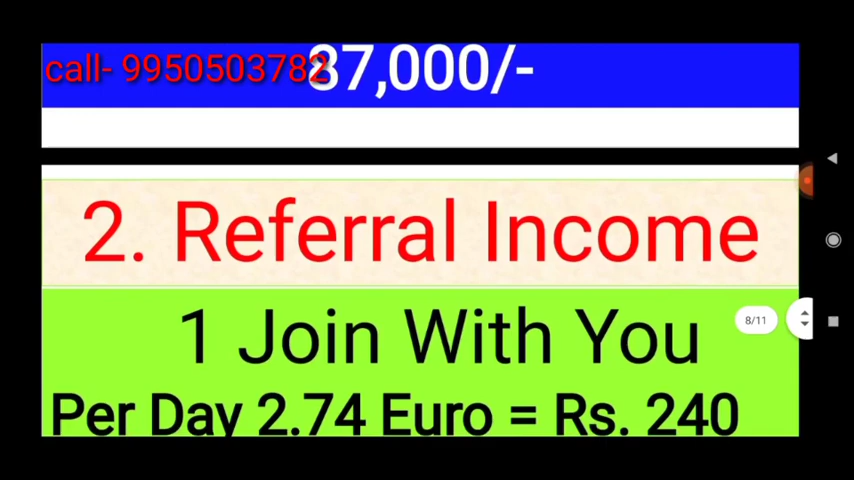 call- 9950503782
87,000/-
2. Referral Income
1 Join With You
8/11
Per Day 2.74 Euro = Rs. 240